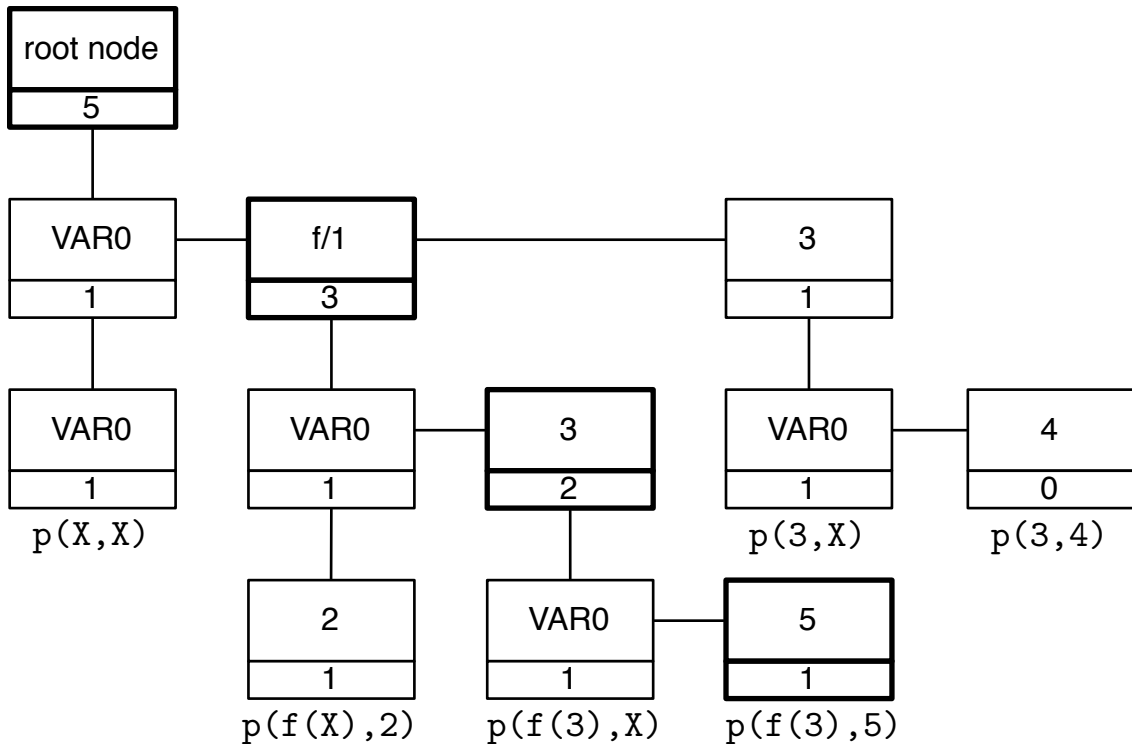 root node
5
VAR0
1
f/1
3
3
1
VAR0
1
p(X,X)
VAR0
1
3
2
VAR0
1
p(3,X)
4
0
p(3,4)
2
1
p(f(X),2)
VAR0
1
p(f(3),X)
5
1
p(f(3),5)